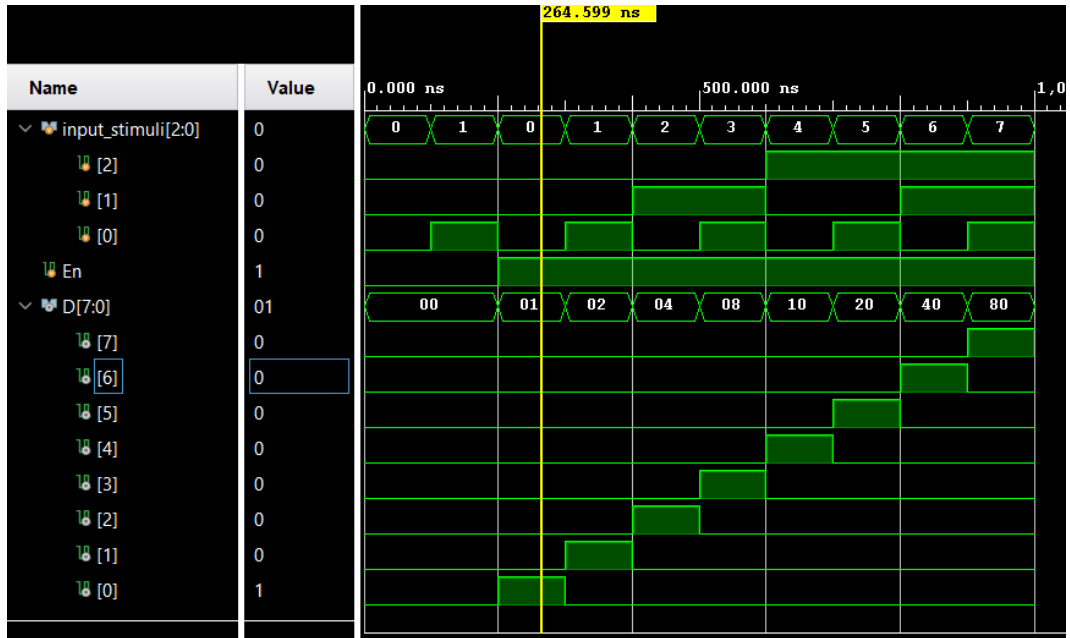 264.599 ns
Name Value 0.000 ns 500.000 ns 1,0
input_stimuli[2:0] 0 0 1 0 1 2 3 4 5 6 7
[2] 0
[1] 0
[0] 0
En 1
D[7:0] 01 00 01 02 04 08 10 20 40 80
[7] 0
[6] 0
[5] 0
[4] 0
[3] 0
[2] 0
[1] 0
[0] 1